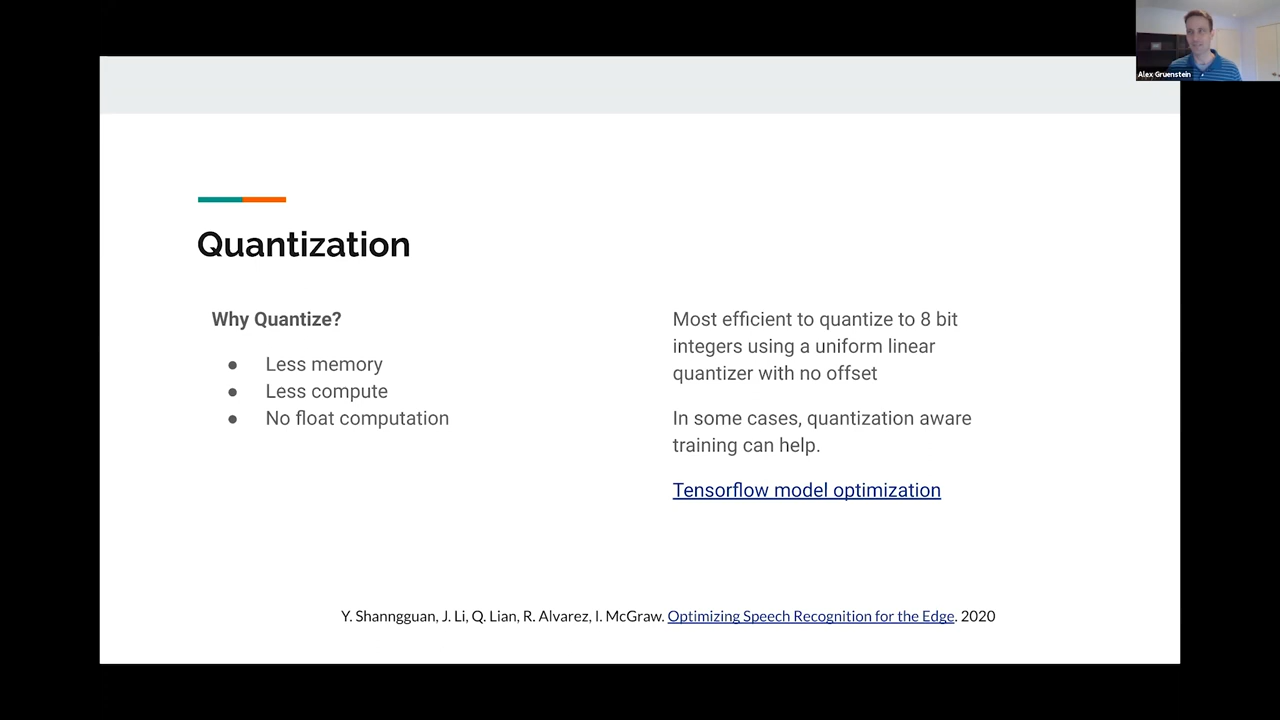 Alex Gruenstein
Quantization
Why Quantize?
● Less memory
● Less compute
● No float computation
Most efficient to quantize to 8 bit
integers using a uniform linear
quantizer with no offset
In some cases, quantization aware
training can help.
Tensorflow model optimization
Y. Shanngguan, J. Li, Q. Lian, R. Alvarez, I. McGraw. Optimizing Speech Recognition for the Edge. 2020